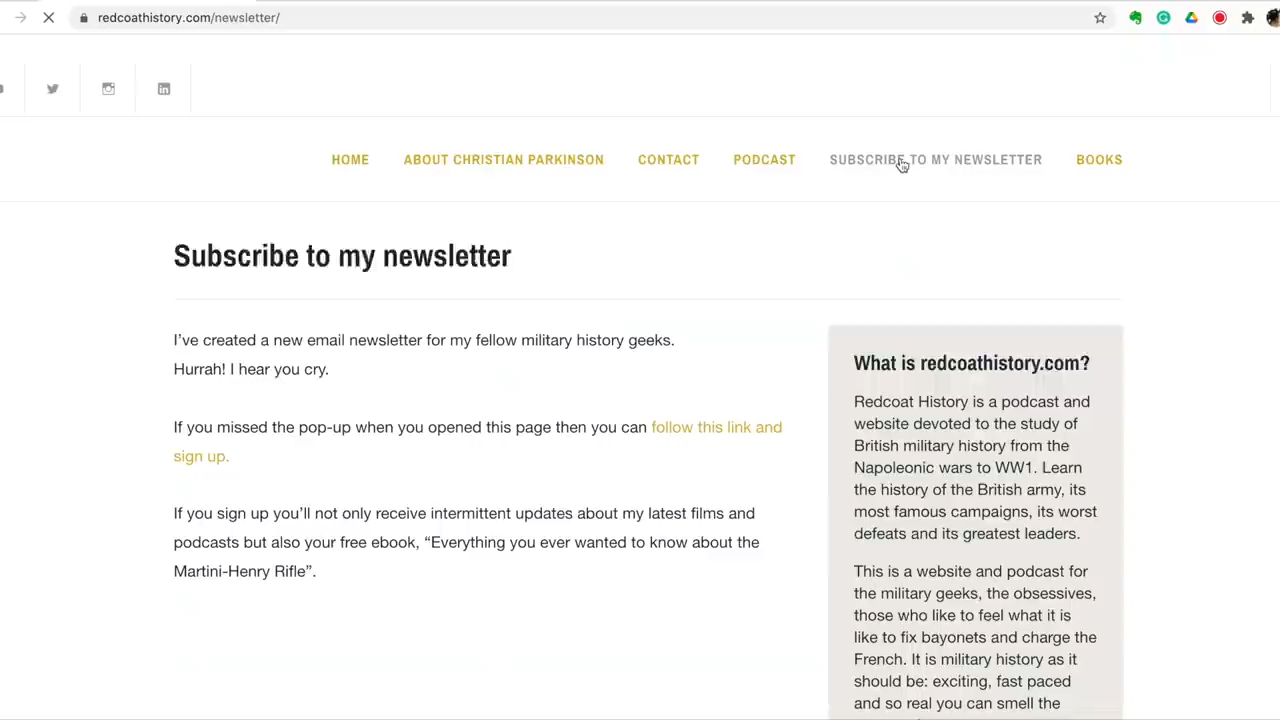 redcoathistory.com/newsletter/
HOME ABOUT CHRISTIAN PARKINSON CONTACT PODCAST SUBSCRIBE TO MY NEWSLETTER BOOKS
Subscribe to my newsletter
I’ve created a new email newsletter for my fellow military history geeks.
Hurrah! I hear you cry.
If you missed the pop-up when you opened this page then you can follow this link and
sign up.
If you sign up you’ll not only receive intermittent updates about my latest films and
podcasts but also your free ebook, “Everything you ever wanted to know about the
Martini-Henry Rifle”.
What is redcoathistory.com?
Redcoat History is a podcast and
website devoted to the study of
British military history from the
Napoleonic wars to WW1. Learn
the history of the British army, its
most famous campaigns, its worst
defeats and its greatest leaders.
This is a website and podcast for
the military geeks, the obsessives,
those who like to feel what it is
like to fix bayonets and charge the
French. It is military history as it
should be: exciting, fast paced
and so real you can smell the